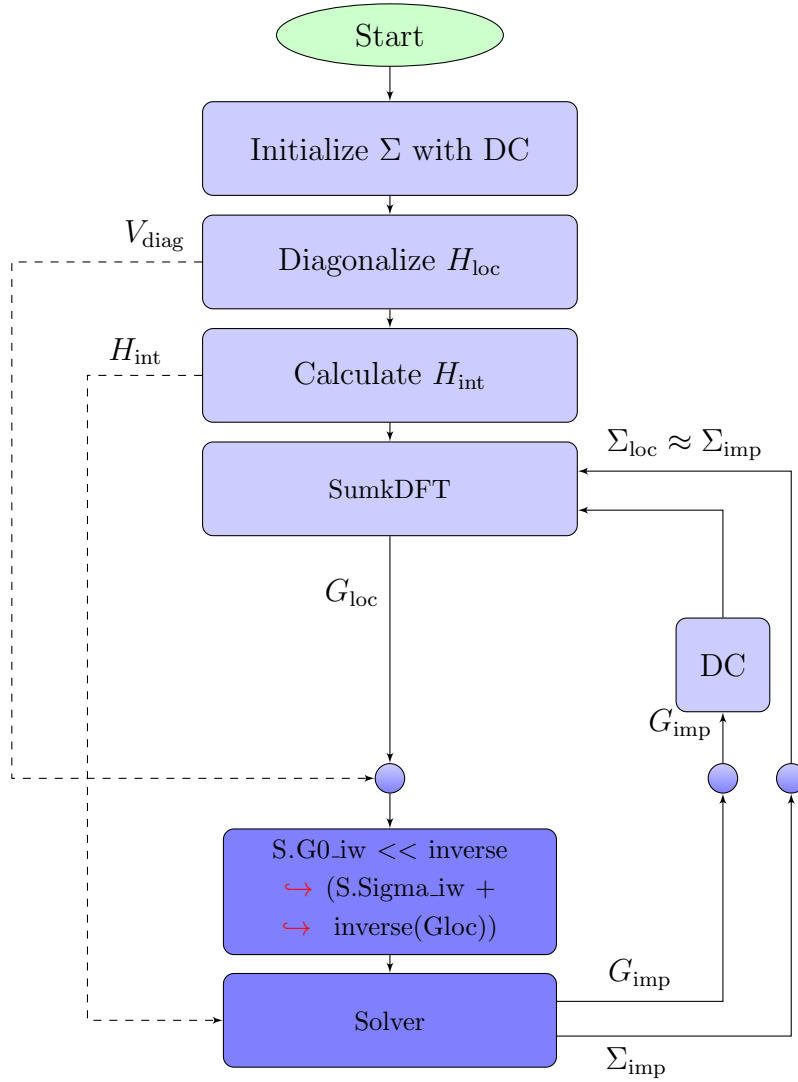 Start
Initialize Σ with DC
V_diag
Diagonalize H_loc
H_int
Calculate H_int
Σ_loc ≈ Σ_imp
SumkDFT
G_loc
DC
G_imp
S.G0_iw << inverse
↪ (S.Sigma_iw +
↪ inverse(Gloc))
G_imp
Solver
Σ_imp